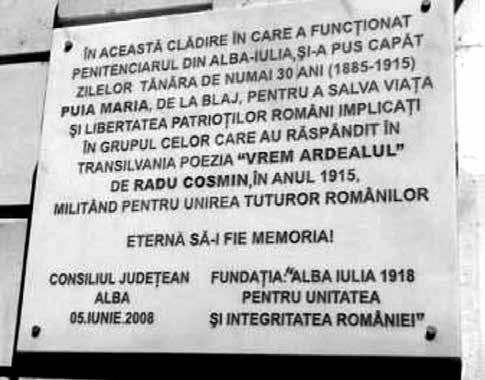 ÎN ACEASTĂ CLĂDIRE ÎN CARE A FUNCȚIONAT
PENITENCIARUL DIN ALBA-IULIA, ȘI-A PUS CAPĂT
ZILELOR TÂNĂRA DE NUMAI 30 ANI (1885-1915)
PUIA MARIA, DE LA BLAJ, PENTRU A SALVA VIAȚA
ȘI LIBERTATEA PATRIOȚILOR ROMÂNI IMPLICAȚI
ÎN GRUPUL CELOR CARE AU RĂSPÂNDIT ÎN
TRANSILVANIA POEZIA “VREM ARDEALUL”
DE RADU COSMIN, ÎN ANUL 1915,
MILITÂND PENTRU UNIREA TUTUROR ROMÂNILOR
ETERNĂ SĂ-I FIE MEMORIA!
CONSILIUL JUDEȚEAN
ALBA
05.IUNIE.2008
FUNDAȚIA:“ALBA IULIA 1918
PENTRU UNITATEA
ȘI INTEGRITATEA ROMÂNIEI”